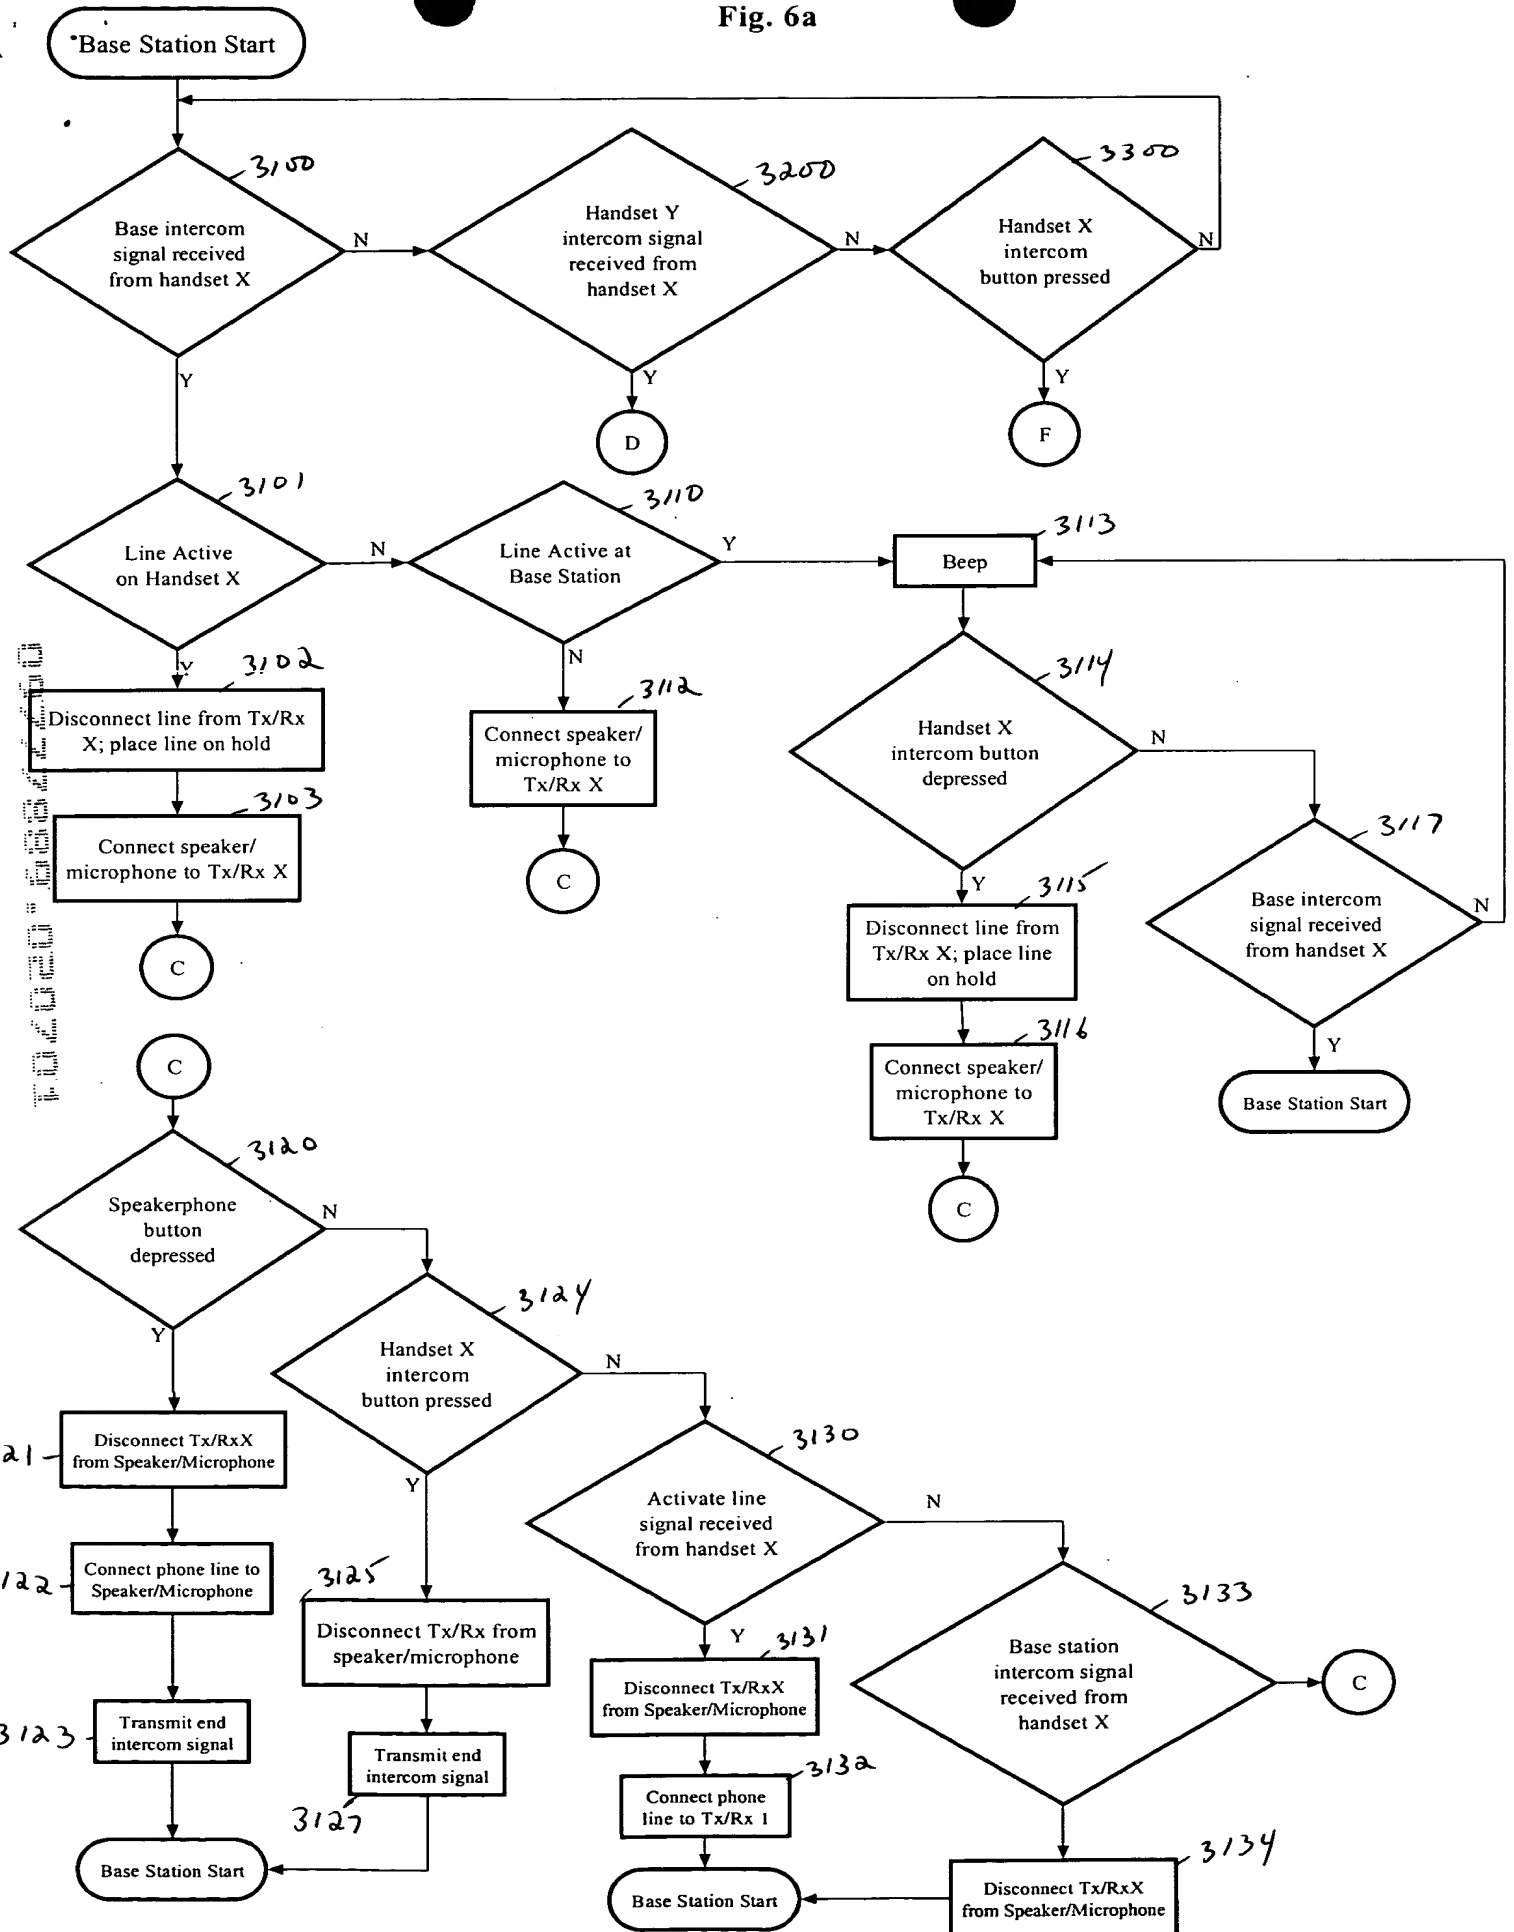 Fig. 6a
Base Station Start
3100
Base intercom
signal received
from handset X
N
Y
3200
Handset Y
intercom signal
received from
handset X
N
Y
D
3300
Handset X
intercom
button pressed
N
Y
F
3101
Line Active
on Handset X
N
Y
3110
Line Active at
Base Station
Y
N
3113
Beep
3102
Disconnect line from Tx/Rx
X; place line on hold
3103
Connect speaker/
microphone to Tx/Rx X
C
3112
Connect speaker/
microphone to
Tx/Rx X
C
3114
Handset X
intercom button
depressed
N
Y
3115
Disconnect line from
Tx/Rx X; place line
on hold
3116
Connect speaker/
microphone to
Tx/Rx X
C
3117
Base intercom
signal received
from handset X
N
Y
Base Station Start
C
3120
Speakerphone
button
depressed
N
Y
21
Disconnect Tx/RxX
from Speaker/Microphone
122
Connect phone line to
Speaker/Microphone
3123
Transmit end
intercom signal
Base Station Start
3124
Handset X
intercom
button pressed
N
Y
3125
Disconnect Tx/Rx from
speaker/microphone
Transmit end
intercom signal
3127
3130
Activate line
signal received
from handset X
N
Y
3131
Disconnect Tx/RxX
from Speaker/Microphone
3132
Connect phone
line to Tx/Rx 1
Base Station Start
3133
Base station
intercom signal
received from
handset X
C
3134
Disconnect Tx/RxX
from Speaker/Microphone